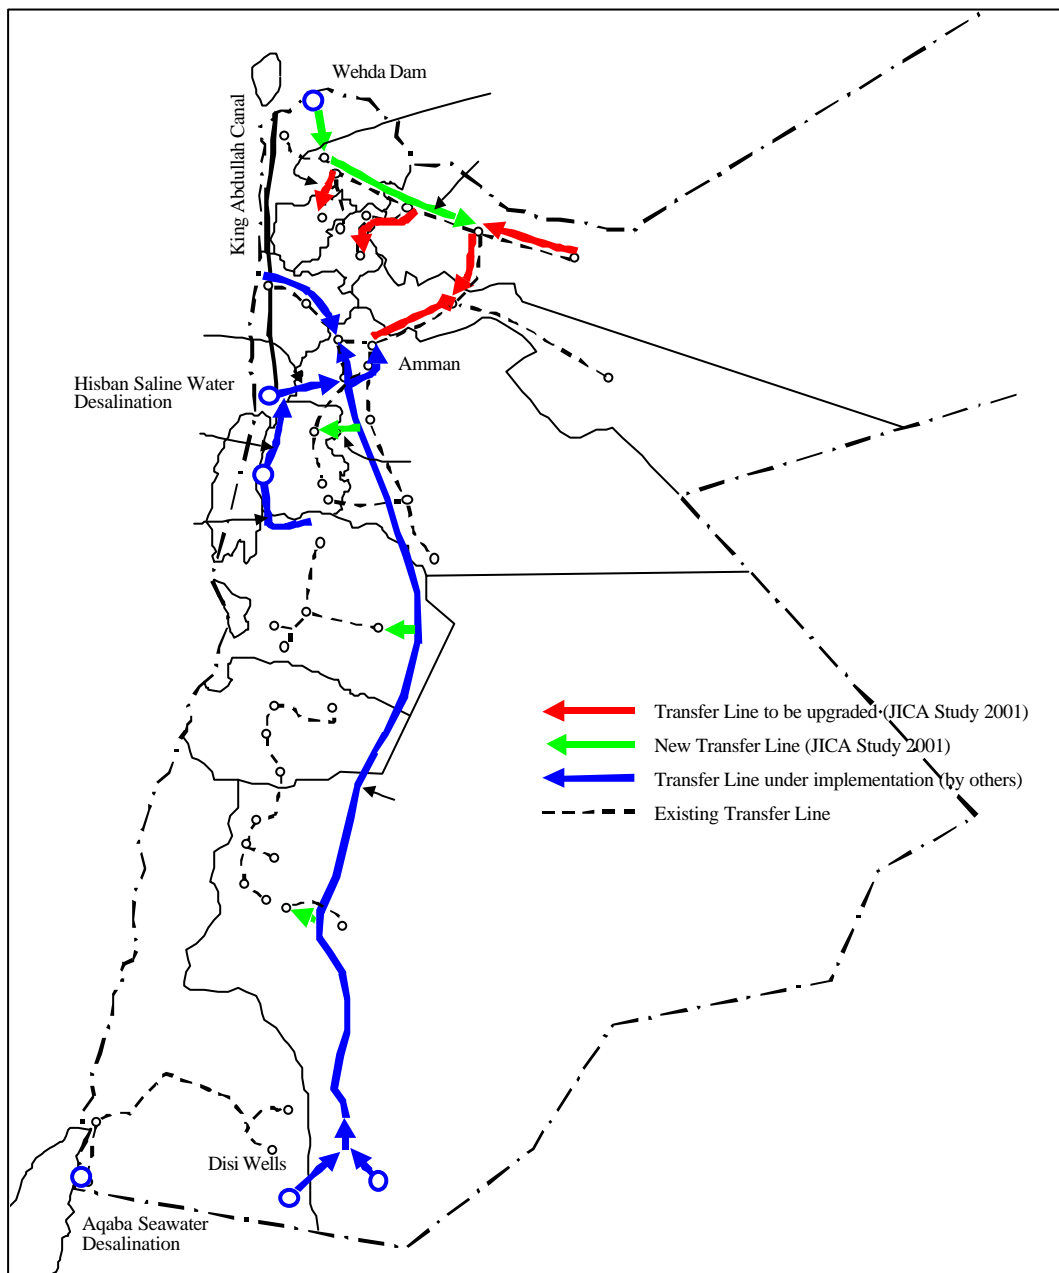 Wehda Dam
King Abdullah Canal
Amman
Hisban Saline Water
Desalination
Transfer Line to be upgraded (JICA Study 2001)
New Transfer Line (JICA Study 2001)
Transfer Line under implementation (by others)
Existing Transfer Line
Disi Wells
Aqaba Seawater
Desalination